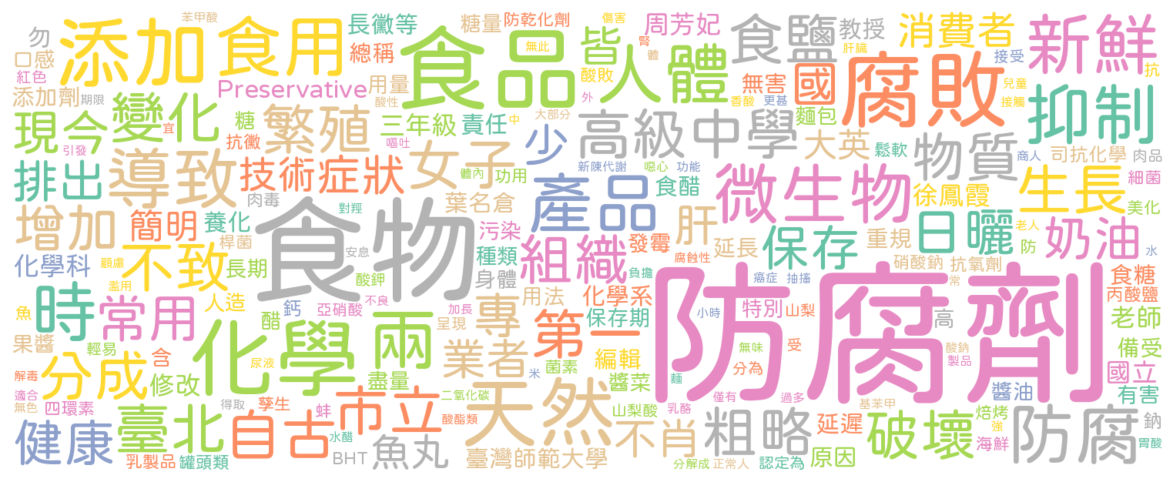 勿 添加 食用 長黴等 糖量 苯甲酸 防乾化劑 傷害 周芳妃 食鹽 教授 消費者 新鮮
口感 紅色 總稱 食品 無此 皆 人體 腎 體 肝臟 無害 國 腐敗 接受 抗
添加劑 期限 Preservative 用量 酸敗 外 香酸 更甚 麵包 兒童 接觸 抑制
現今 變化 糖 酸性 三年級 責任 中 大部分 少 高級中學 大英 鬆軟 商人 肉品
宜 抗黴 繁殖 嘔吐 女子 新陳代謝 噁心 功能 物質 司抗化學 細菌
排出 引發 導致 技術 症狀 體內 功用 產品 食醋 微生物 徐鳳霞 生長 美化
增加 簡明 養化 肉毒 對羥 葉名倉 污染 肝 延長 保存 重規 日曬 老人 防 奶油 水
化學科 顧慮 不致 桿菌 長期 食物 安息 種類 組織 發霉 負擔 腐蝕性 硝酸鈉 抗氧劑 食糖
魚 時 常用 濫用 人造 酸鉀 鈣 亞硝酸 不良 加長 身體 用法 化學系 癌症 抽搐 常 丙酸鹽
果醬 輕易 含 醋 化學 兩 呈現 專 第一 保存期 小時 特別 山梨 高 老師
解毒 分成 修改 尿液 盡量 業者 菌素 米 編輯 麵 無味 分為 受 酸鈉 製品 備受 國立
適合 無色 四環素 孳生 得取 二氧化碳 醬菜 乳酪 防腐劑 僅有 過多 醬油 有害
健康 臺北 自古 蚌 市立 酸酯類 天然 山梨酸 不肖 粗略 基苯甲 延遲 破壞 焙烤 強 防腐 鈉
乳製品 罐頭類 水醋 BHT 魚丸 臺灣師範大學 分解成 正常人 認定為 原因 海鮮 胃酸